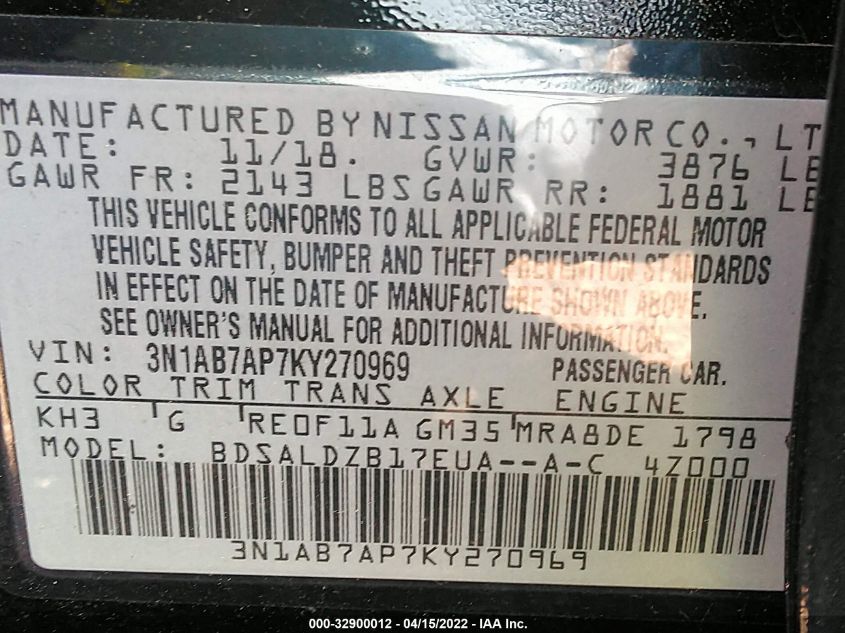 MANUFACTURED BY NISSAN MOTOR CO., LT
DATE: 11/18. GVWR: 3876 LB
GAWR FR: 2143 LBS GAWR RR: 1881 LB
THIS VEHICLE CONFORMS TO ALL APPLICABLE FEDERAL MOTOR
VEHICLE SAFETY, BUMPER AND THEFT PREVENTION STANDARDS
IN EFFECT ON THE DATE OF MANUFACTURE SHOWN ABOVE.
SEE OWNER'S MANUAL FOR ADDITIONAL INFORMATION.
VIN: 3N1AB7AP7KY270969 PASSENGER CAR.
COLOR TRIM TRANS AXLE ENGINE
KH3 G RE0F11A GM35 MRA8DE 1798
MODEL: BDSALDZB17EUA--A-C 4Z000
3N1AB7AP7KY270969
000-32900012 - 04/15/2022 - IAA Inc.